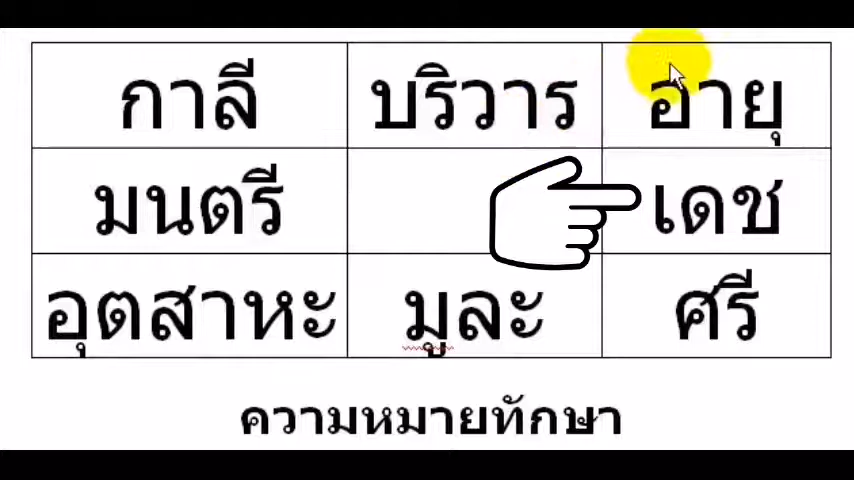 กาลี บริวาร อายุ
มนตรี เดช
อุตสาหะ มูละ ศรี
ความหมายทักษา